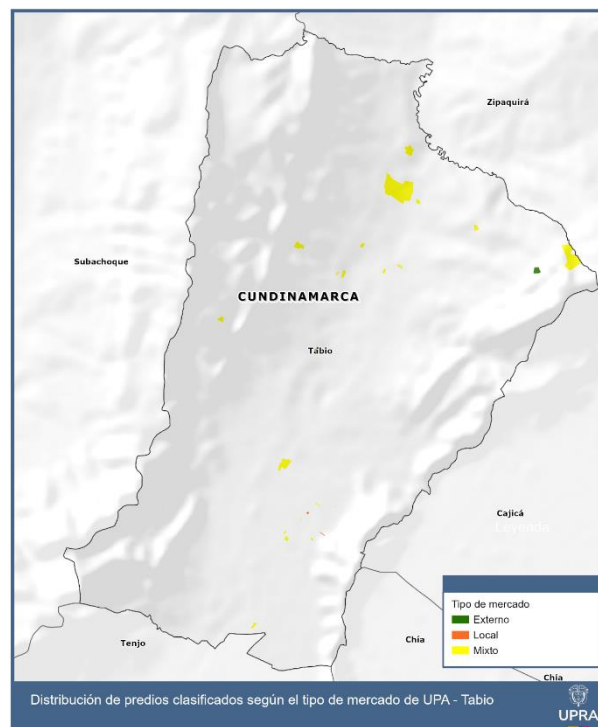 Zipaquirá
Subachoque
CUNDINAMARCA
Tábio
Cajicá
Leyenda
Tipo de mercado
Externo
Local
Mixto
Tenjo
Chía
Chía
Distribución de predios clasificados según el tipo de mercado de UPA - Tabio
UPRA